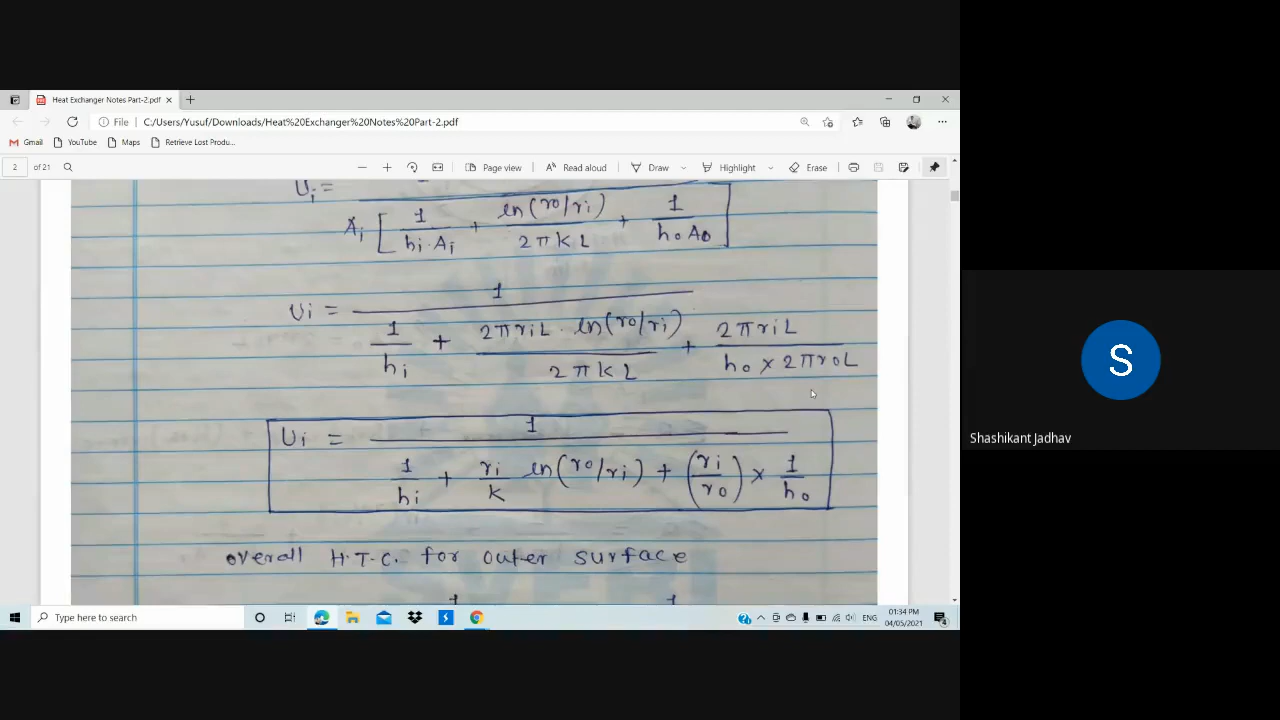 Heat Exchanger Notes Part-2.pdf
File C:/Users/Yusuf/Downloads/Heat%20Exchanger%20Notes%20Part-2.pdf
Gmail YouTube Maps Retrieve Lost Produ...
2 of 21 Page view Read aloud Draw Highlight Erase
Ui =
Ai [ 1/(hi·Ai) + ln(ro/ri)/(2πkL) + 1/(hoAo) ]
Ui = 1
1/hi + 2πriL · ln(ro/ri)/(2πkL) + 2πriL/(ho × 2πroL)
Ui = 1
1/hi + ri/k ln(ro/ri) + (ri/ro) × 1/ho
overall H.T.C. for outer surface
1 1
Type here to search
ENG
01:34 PM
04/05/2021
S
Shashikant Jadhav